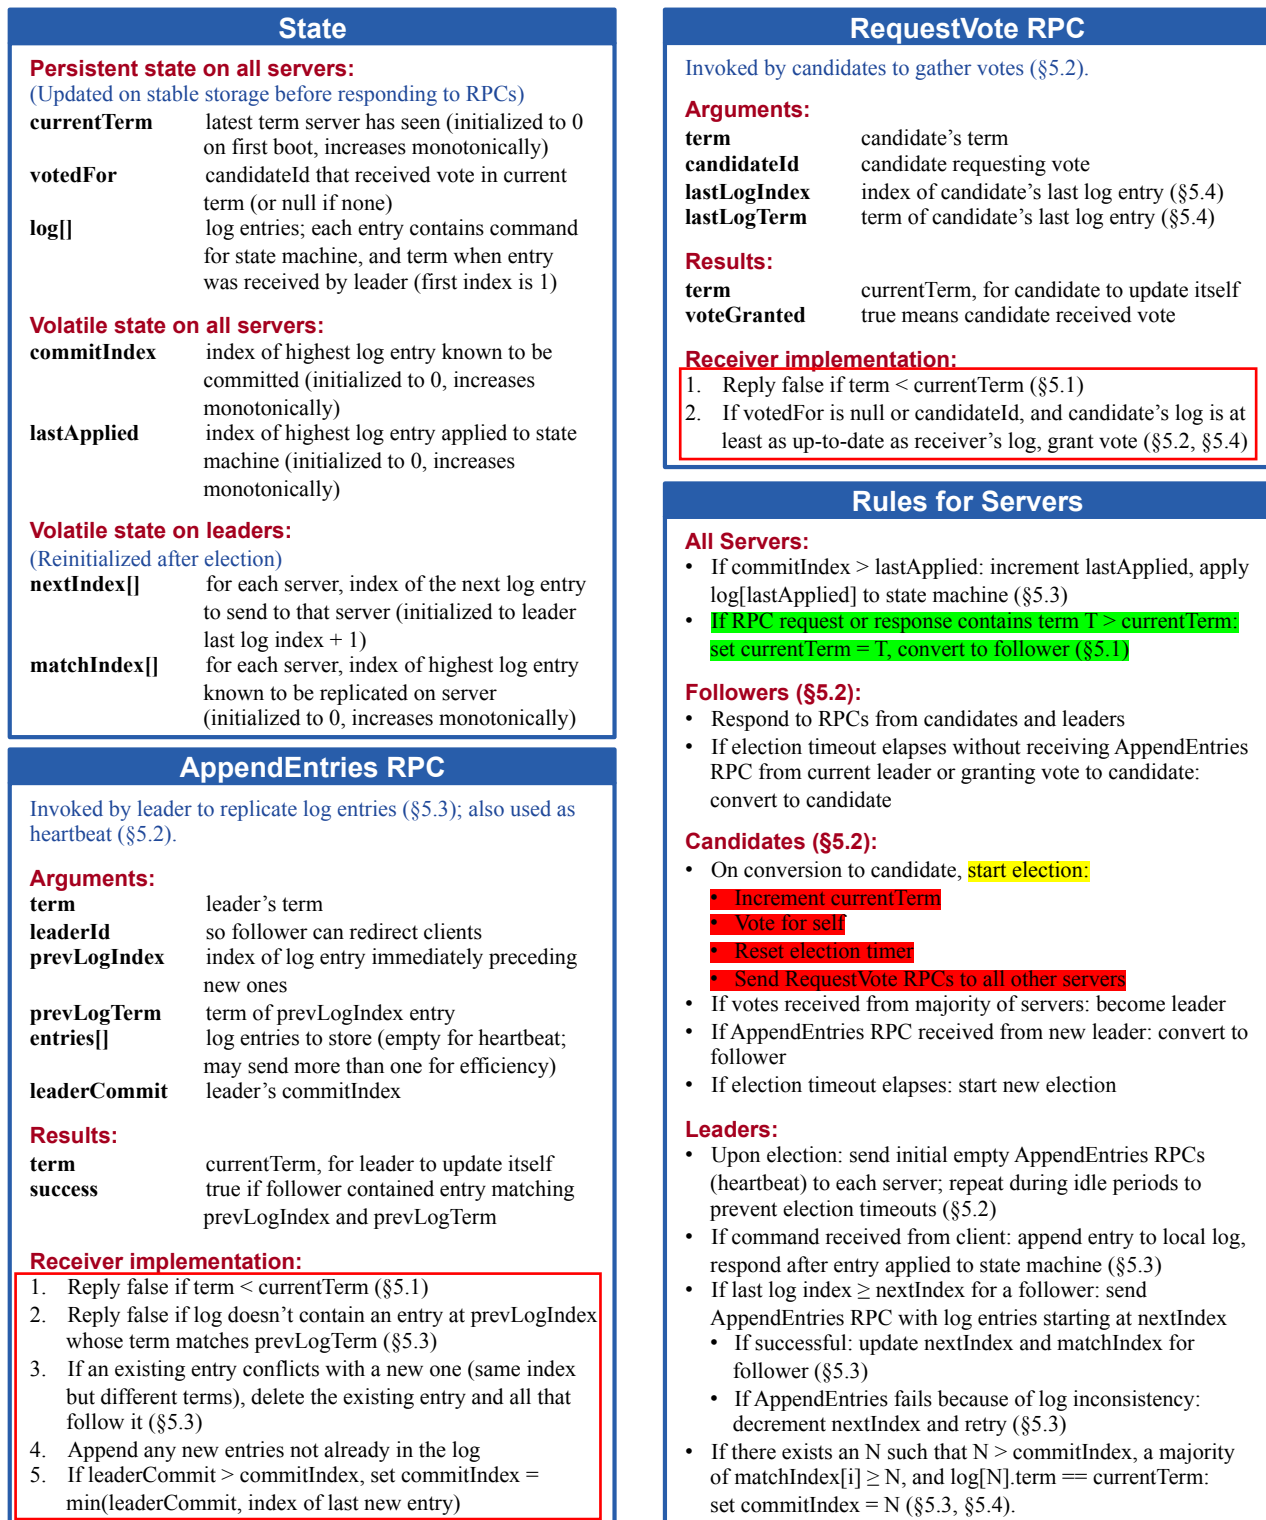 State
Persistent state on all servers:
(Updated on stable storage before responding to RPCs)
currentTerm latest term server has seen (initialized to 0
on first boot, increases monotonically)
votedFor candidateId that received vote in current
term (or null if none)
log[] log entries; each entry contains command
for state machine, and term when entry
was received by leader (first index is 1)
Volatile state on all servers:
commitIndex index of highest log entry known to be
committed (initialized to 0, increases
monotonically)
lastApplied index of highest log entry applied to state
machine (initialized to 0, increases
monotonically)
Volatile state on leaders:
(Reinitialized after election)
nextIndex[] for each server, index of the next log entry
to send to that server (initialized to leader
last log index + 1)
matchIndex[] for each server, index of highest log entry
known to be replicated on server
(initialized to 0, increases monotonically)
AppendEntries RPC
Invoked by leader to replicate log entries (§5.3); also used as
heartbeat (§5.2).
Arguments:
term leader’s term
leaderId so follower can redirect clients
prevLogIndex index of log entry immediately preceding
new ones
prevLogTerm term of prevLogIndex entry
entries[] log entries to store (empty for heartbeat;
may send more than one for efficiency)
leaderCommit leader’s commitIndex
Results:
term currentTerm, for leader to update itself
success true if follower contained entry matching
prevLogIndex and prevLogTerm
Receiver implementation:
1. Reply false if term < currentTerm (§5.1)
2. Reply false if log doesn’t contain an entry at prevLogIndex
whose term matches prevLogTerm (§5.3)
3. If an existing entry conflicts with a new one (same index
but different terms), delete the existing entry and all that
follow it (§5.3)
4. Append any new entries not already in the log
5. If leaderCommit > commitIndex, set commitIndex =
min(leaderCommit, index of last new entry)
RequestVote RPC
Invoked by candidates to gather votes (§5.2).
Arguments:
term candidate’s term
candidateId candidate requesting vote
lastLogIndex index of candidate’s last log entry (§5.4)
lastLogTerm term of candidate’s last log entry (§5.4)
Results:
term currentTerm, for candidate to update itself
voteGranted true means candidate received vote
Receiver implementation:
1. Reply false if term < currentTerm (§5.1)
2. If votedFor is null or candidateId, and candidate’s log is at
least as up-to-date as receiver’s log, grant vote (§5.2, §5.4)
Rules for Servers
All Servers:
• If commitIndex > lastApplied: increment lastApplied, apply
log[lastApplied] to state machine (§5.3)
• If RPC request or response contains term T > currentTerm:
set currentTerm = T, convert to follower (§5.1)
Followers (§5.2):
• Respond to RPCs from candidates and leaders
• If election timeout elapses without receiving AppendEntries
RPC from current leader or granting vote to candidate:
convert to candidate
Candidates (§5.2):
• On conversion to candidate, start election:
• Increment currentTerm
• Vote for self
• Reset election timer
• Send RequestVote RPCs to all other servers
• If votes received from majority of servers: become leader
• If AppendEntries RPC received from new leader: convert to
follower
• If election timeout elapses: start new election
Leaders:
• Upon election: send initial empty AppendEntries RPCs
(heartbeat) to each server; repeat during idle periods to
prevent election timeouts (§5.2)
• If command received from client: append entry to local log,
respond after entry applied to state machine (§5.3)
• If last log index ≥ nextIndex for a follower: send
AppendEntries RPC with log entries starting at nextIndex
• If successful: update nextIndex and matchIndex for
follower (§5.3)
• If AppendEntries fails because of log inconsistency:
decrement nextIndex and retry (§5.3)
• If there exists an N such that N > commitIndex, a majority
of matchIndex[i] ≥ N, and log[N].term == currentTerm:
set commitIndex = N (§5.3, §5.4).